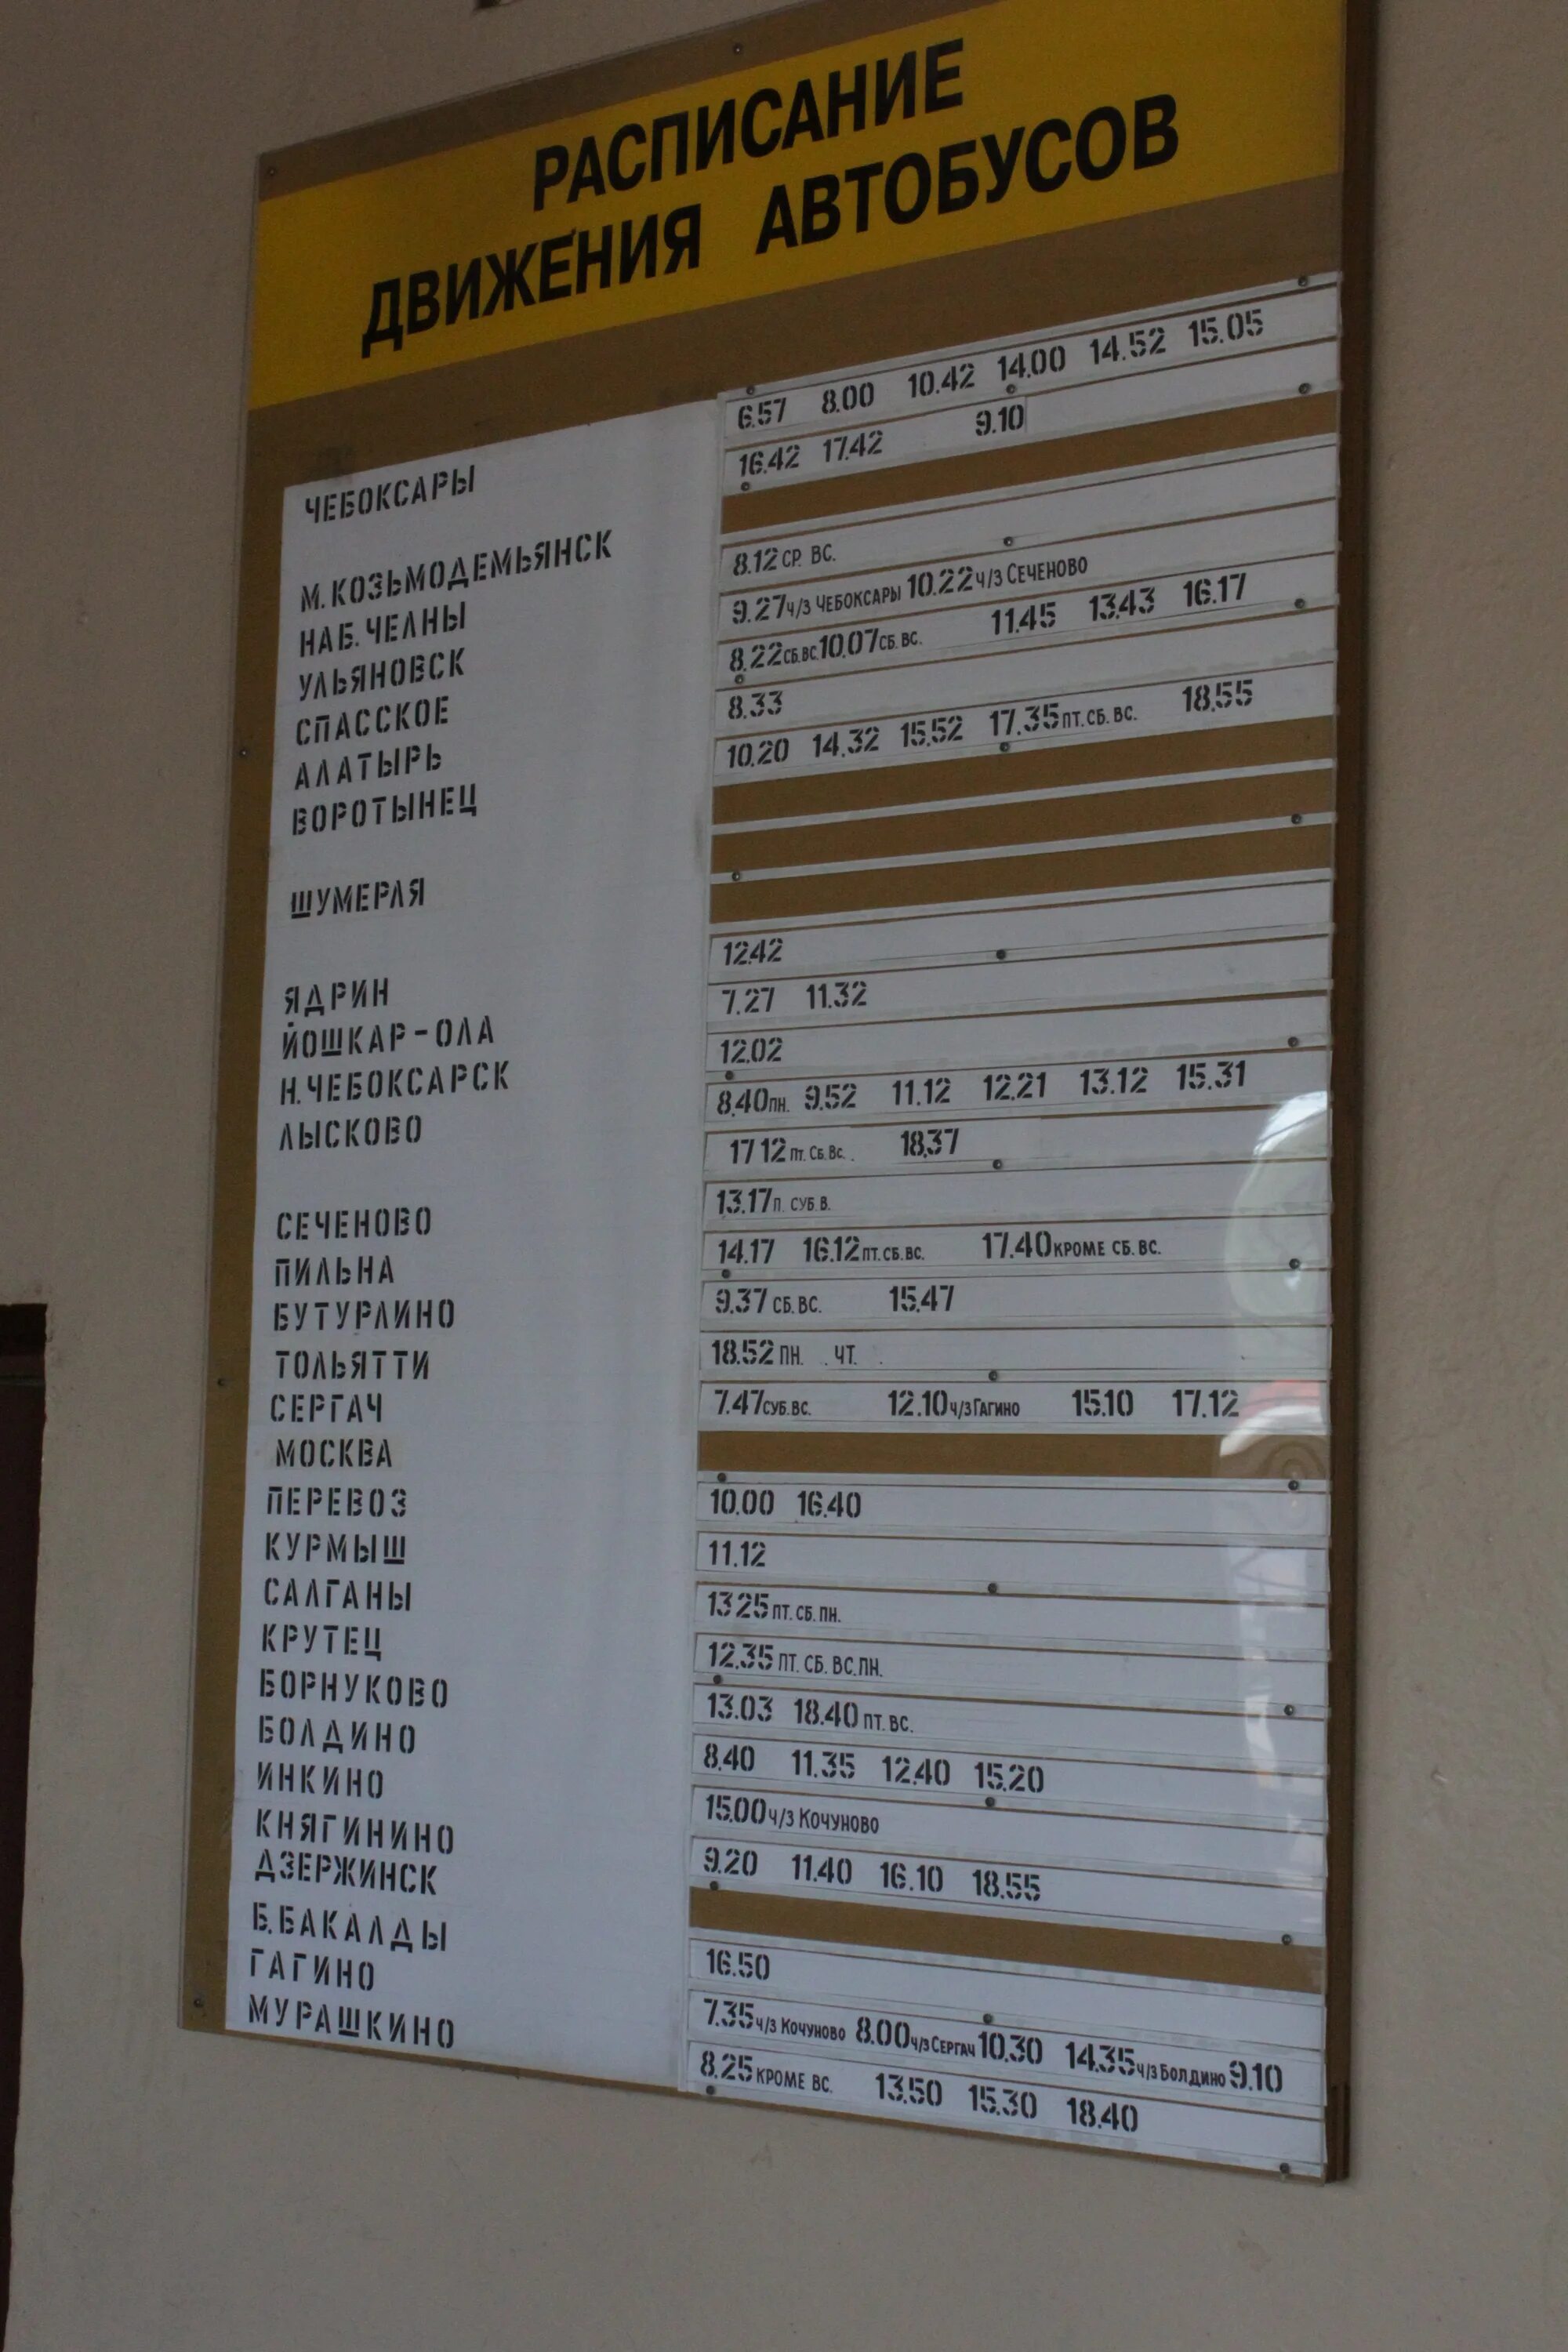 РАСПИСАНИЕ
ДВИЖЕНИЯ АВТОБУСОВ
ЧЕБОКСАРЫ 6.57 8.00 10.42 14.00 14.52 15.05
16.42 17.42 9.10
М.КОЗЬМОДЕМЬЯНСК
НАБ.ЧЕЛНЫ 8.12 СР. ВС.
УЛЬЯНОВСК 9.27 Ч/З ЧЕБОКСАРЫ 10.22 Ч/З СЕЧЕНОВО
СПАССКОЕ 8.22 СБ.ВС. 10.07 СБ. ВС. 11.45 13.43 16.17
АЛАТЫРЬ 8.33
ВОРОТЫНЕЦ 10.20 14.32 15.52 17.35 ПТ.СБ. ВС. 18.55
ШУМЕРЛЯ
ЯДРИН 12.42
ЙОШКАР-ОЛА 7.27 11.32
Н.ЧЕБОКСАРСК 12.02
ЛЫСКОВО 8.40 ПН. 9.52 11.12 12.21 13.12 15.31
17 12 ПТ. СБ. ВС. 18.37
СЕЧЕНОВО 13.17 П. СУБ В.
ПИЛЬНА 14.17 16.12 ПТ.СБ.ВС. 17.40 КРОМЕ СБ. ВС.
БУТУРЛИНО 9.37 СБ. ВС. 15.47
ТОЛЬЯТТИ 18.52 ПН. . ЧТ. .
СЕРГАЧ 7.47 СУБ.ВС. 12.10 Ч/З ГАГИНО 15.10 17.12
МОСКВА
ПЕРЕВОЗ 10.00 16.40
КУРМЫШ 11.12
САЛГАНЫ 13 25 ПТ. СБ. ПН.
КРУТЕЦ 12.35 ПТ. СБ. ВС.ПН.
БОРНУКОВО 13.03 18.40 ПТ. ВС.
БОЛДИНО 8.40 11.35 12.40 15.20
ИНКИНО 15.00 Ч/З КОЧУНОВО
КНЯГИНИНО 9.20 11.40 16.10 18.55
ДЗЕРЖИНСК
Б.БАКАЛДЫ 16.50
ГАГИНО 7.35 Ч/З КОЧУНОВО 8.00 Ч/З СЕРГАЧ 10.30 14.35 Ч/З БОЛДИНО 9.10
МУРАШКИНО 8.25 КРОМЕ ВС. 13.50 15.30 18.40